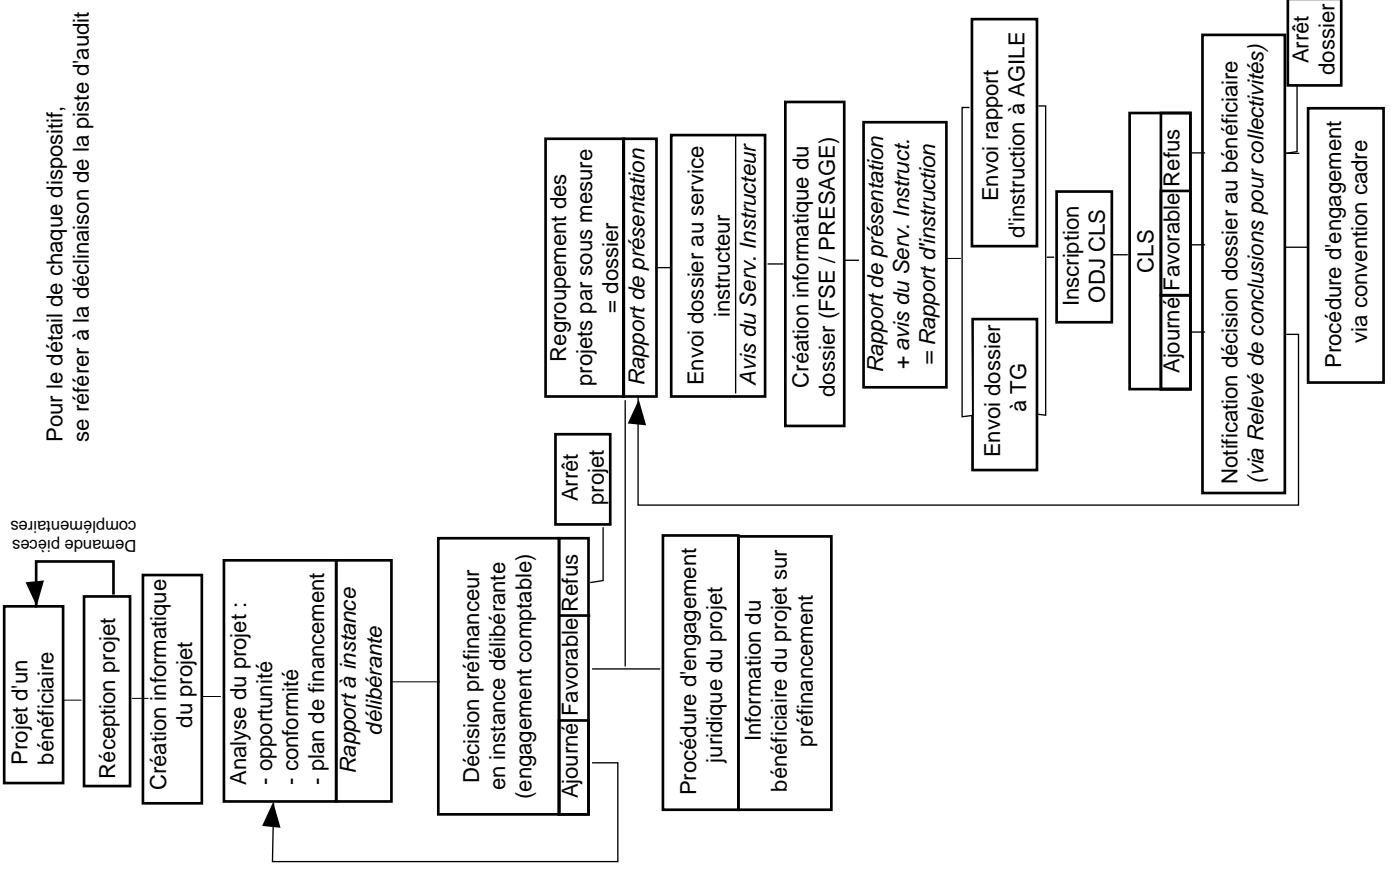 Pour le détail de chaque dispositif,
se référer à la déclinaison de la piste d'audit
Projet d'un
bénéficiaire
Demande pièces
complémentaires
Réception projet
Création informatique
du projet
Analyse du projet :
- opportunité
- conformité
- plan de financement
Rapport à instance
délibérante
Décision préfinanceur
en instance délibérante
(engagement comptable)
Ajourné
Favorable
Refus
Arrêt
projet
Procédure d'engagement
juridique du projet
Information du
bénéficiaire du projet sur
préfinancement
Regroupement des
projets par sous mesure
= dossier
Rapport de présentation
Envoi dossier au service
instructeur
Avis du Serv. Instructeur
Création informatique du
dossier (FSE / PRESAGE)
Rapport de présentation
+ avis du Serv. Instruct.
= Rapport d'instruction
Envoi dossier
à TG
Envoi rapport
d'instruction à AGILE
Inscription
ODJ CLS
CLS
Ajourné
Favorable
Refus
Notification décision dossier au bénéficiaire
(via Relevé de conclusions pour collectivités)
Arrêt
dossier
Procédure d'engagement
via convention cadre